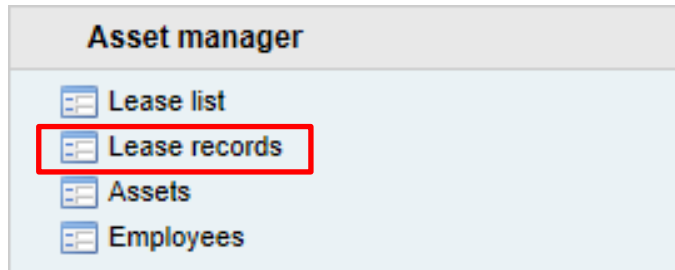 Asset manager
Lease list
Lease records
Assets
Employees